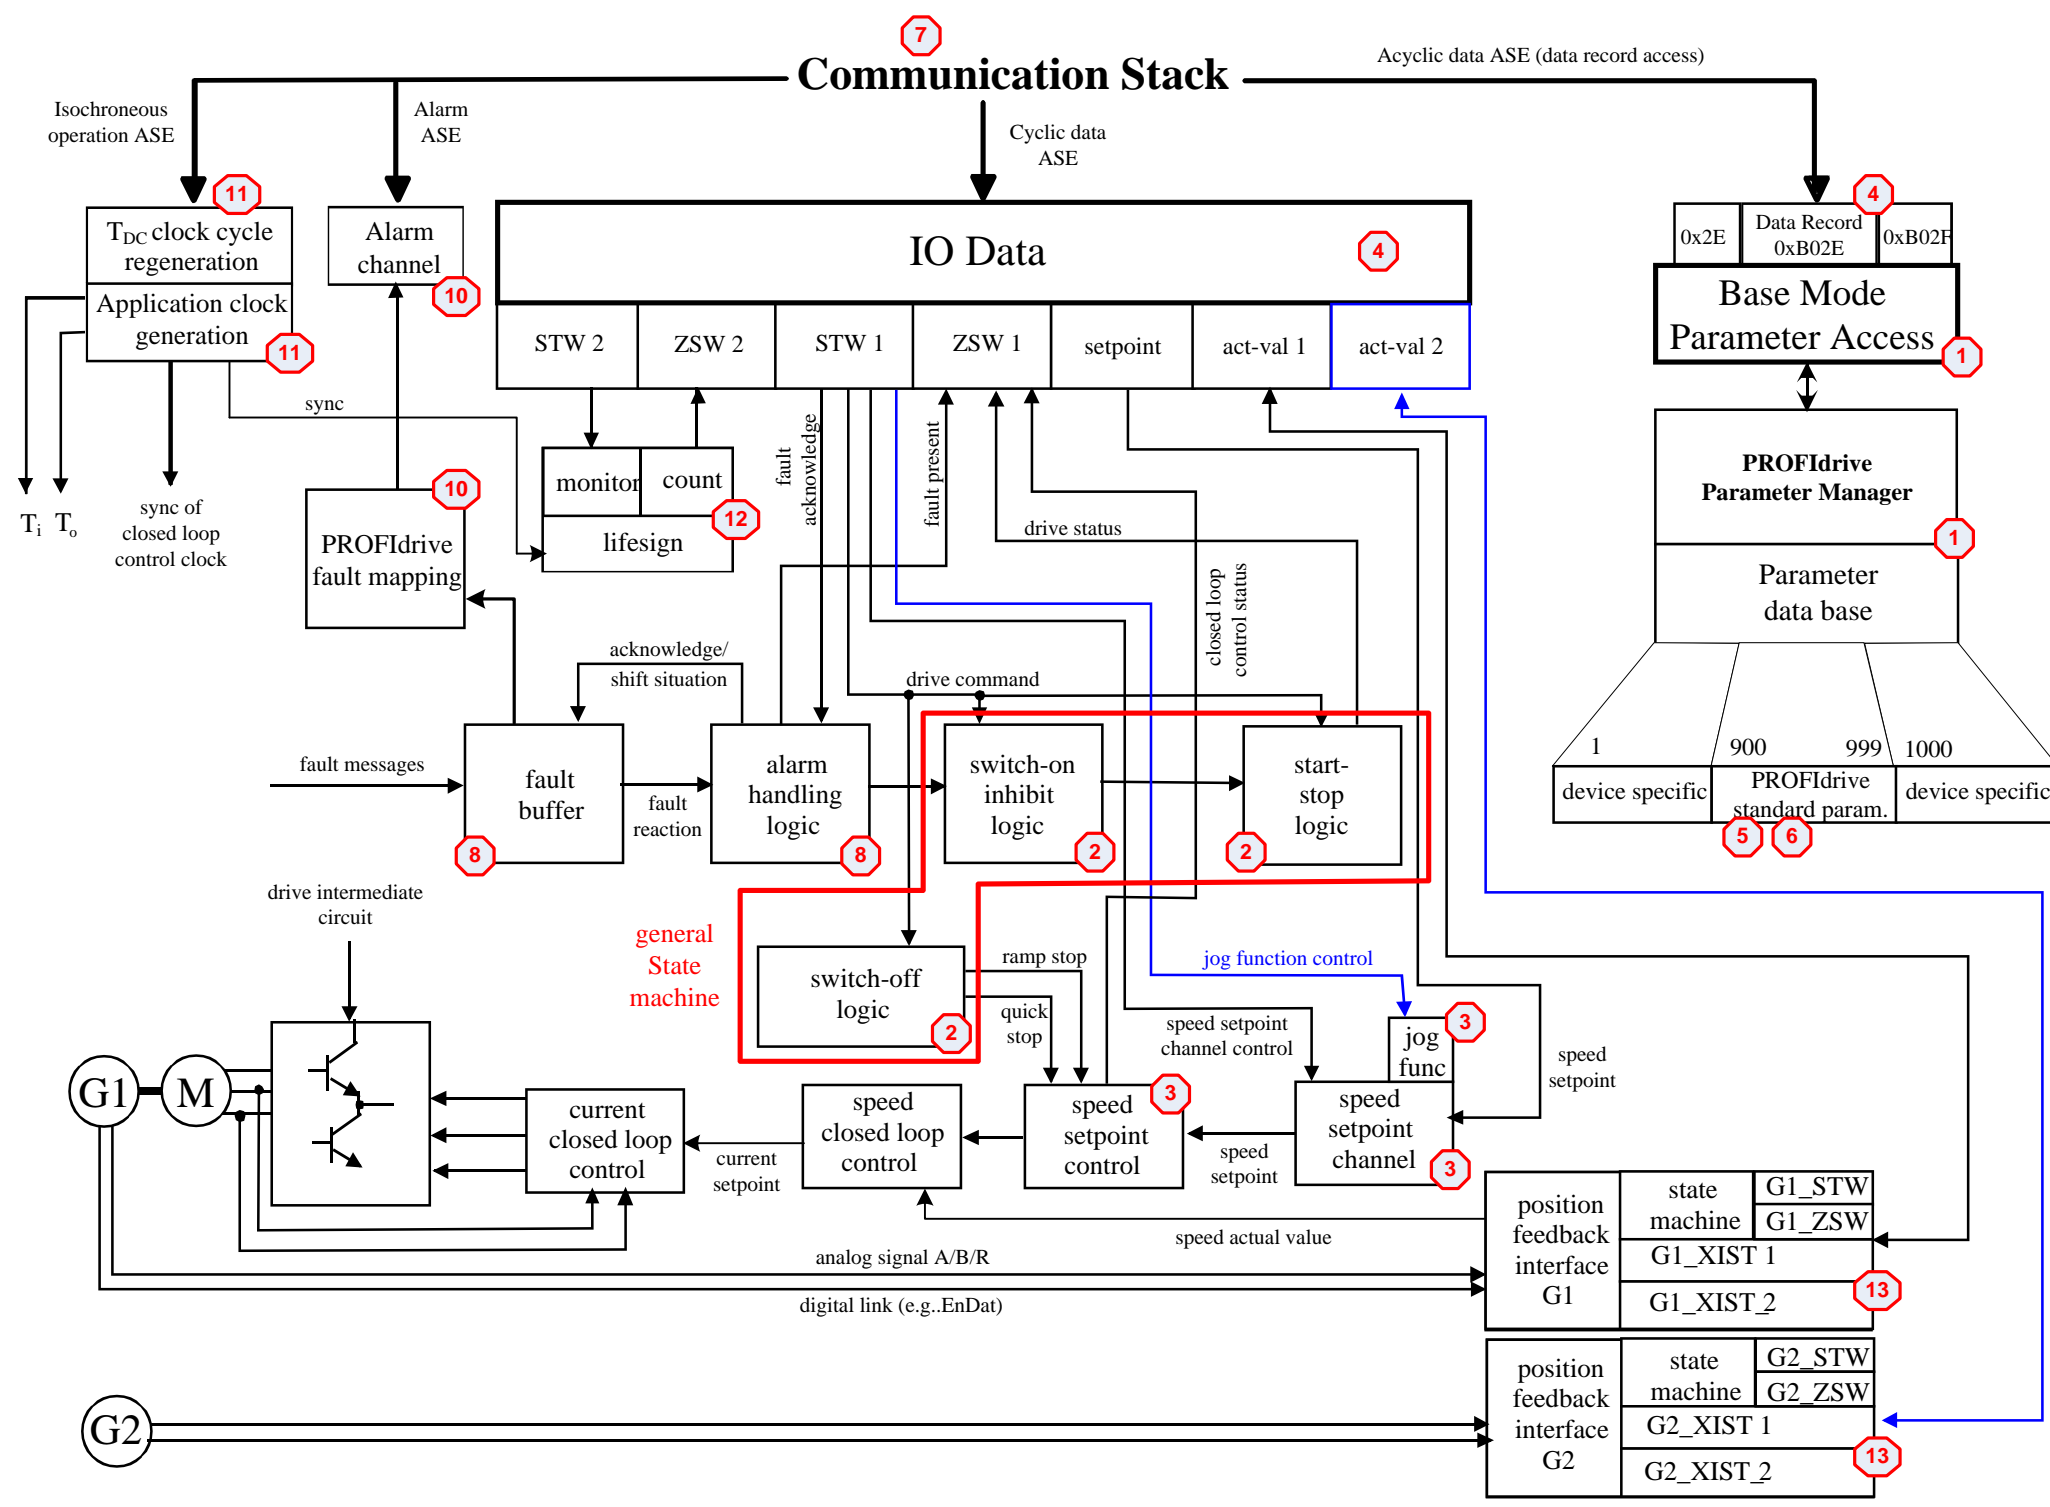 7
Communication Stack
Acyclic data ASE (data record access)
Isochroneous
operation ASE
Alarm
ASE
Cyclic data
ASE
11
TDC clock cycle
regeneration
Application clock
generation
11
Ti
To
sync of
closed loop
control clock
sync
Alarm
channel
10
10
PROFIdrive
fault mapping
IO Data
4
STW 2
ZSW 2
STW 1
ZSW 1
setpoint
act-val 1
act-val 2
monitor
count
12
lifesign
fault
acknowledge
fault present
drive status
closed loop
control status
4
0x2E
Data Record
0xB02E
0xB02F
Base Mode
Parameter Access
1
PROFIdrive
Parameter Manager
1
Parameter
data base
1
900
999
1000
device specific
PROFIdrive
standard param.
device specific
5
6
acknowledge/
shift situation
drive command
fault messages
fault
buffer
8
fault
reaction
alarm
handling
logic
8
switch-on
inhibit
logic
2
start-
stop
logic
2
drive intermediate
circuit
general
State
machine
switch-off
logic
2
ramp stop
quick
stop
jog function control
speed setpoint
channel control
jog
func
3
speed
setpoint
G1
M
current
closed loop
control
current
setpoint
speed
closed loop
control
speed
setpoint
control
3
speed
setpoint
speed
setpoint
channel
3
speed actual value
analog signal A/B/R
digital link (e.g..EnDat)
position
feedback
interface
G1
state
machine
G1_STW
G1_ZSW
G1_XIST 1
G1_XIST_2
13
G2
position
feedback
interface
G2
state
machine
G2_STW
G2_ZSW
G2_XIST 1
G2_XIST_2
13